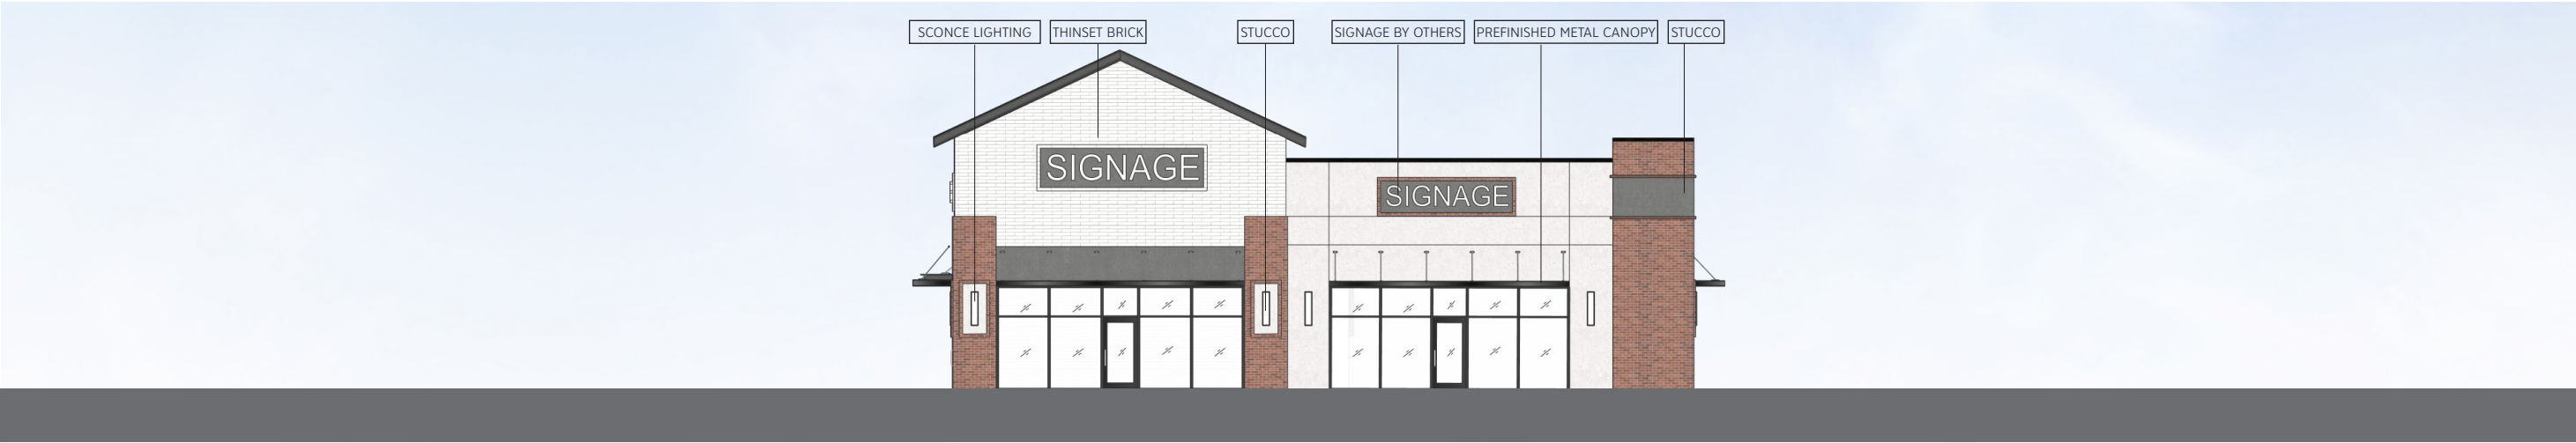 SCONCE LIGHTING
THINSET BRICK
STUCCO
SIGNAGE BY OTHERS
PREFINISHED METAL CANOPY
STUCCO
SIGNAGE
SIGNAGE